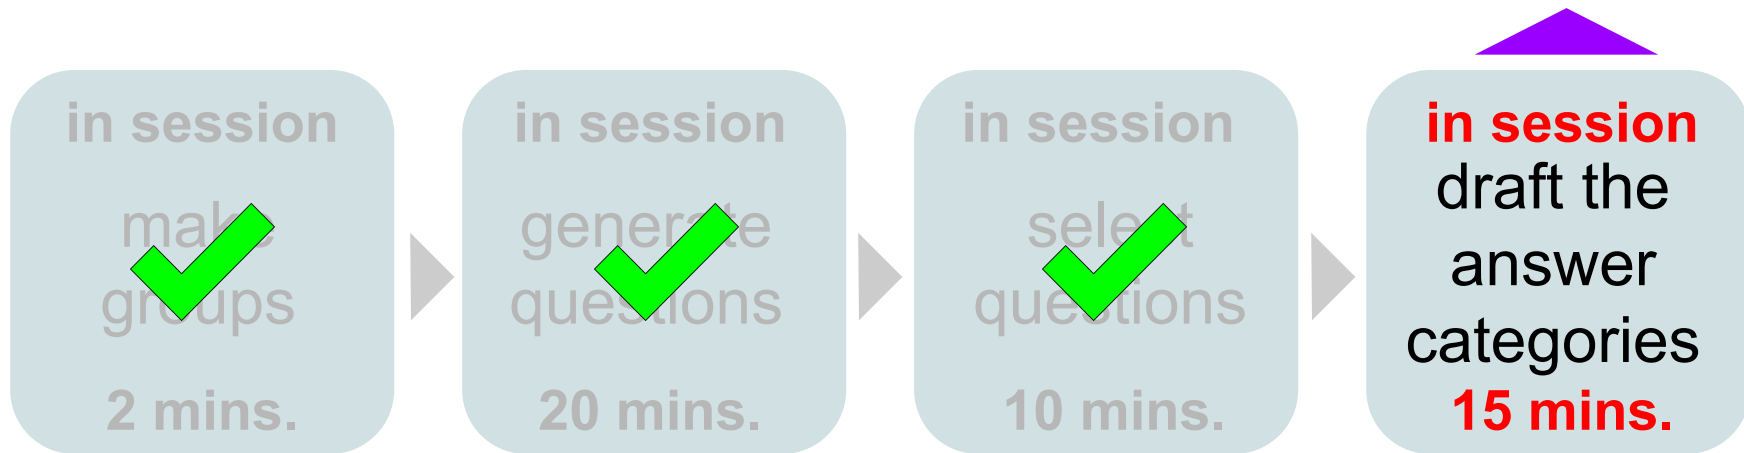 in session
make
groups
2 mins.
in session
generate
questions
20 mins.
in session
select
questions
10 mins.
in session
draft the
answer
categories
15 mins.